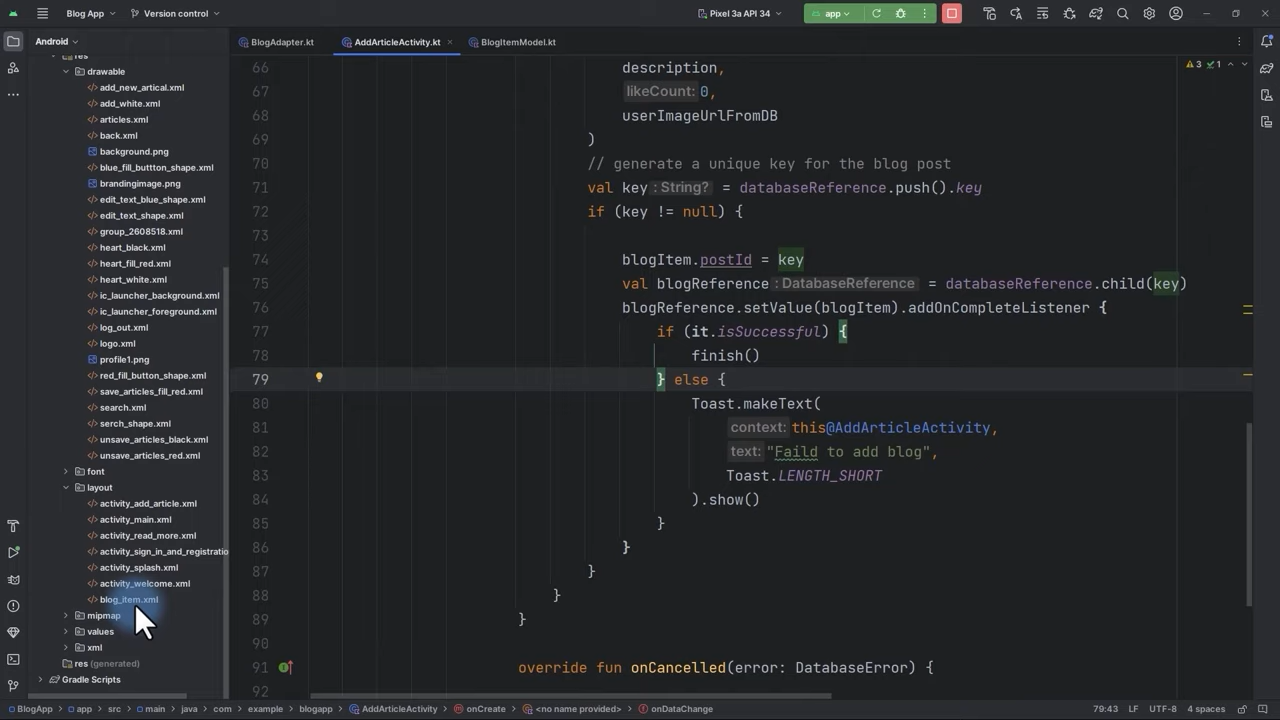 Blog App
Version control
Pixel 3a API 34
app
Android
BlogAdapter.kt
AddArticleActivity.kt
BlogItemModel.kt
res
drawable
add_new_artical.xml
add_white.xml
articles.xml
back.xml
background.png
blue_fill_buttton_shape.xml
brandingimage.png
edit_text_blue_shape.xml
edit_text_shape.xml
group_2608518.xml
heart_black.xml
heart_fill_red.xml
heart_white.xml
ic_launcher_background.xml
ic_launcher_foreground.xml
log_out.xml
logo.xml
profile1.png
red_fill_button_shape.xml
save_articles_fill_red.xml
search.xml
serch_shape.xml
unsave_articles_black.xml
unsave_articles_red.xml
font
layout
activity_add_article.xml
activity_main.xml
activity_read_more.xml
activity_sign_in_and_registratio
activity_splash.xml
activity_welcome.xml
blog_item.xml
mipmap
values
xml
res (generated)
Gradle Scripts
3 1
66 description,
67 likeCount: 0,
68 userImageUrlFromDB
69 )
70 // generate a unique key for the blog post
71 val key : String? = databaseReference.push().key
72 if (key != null) {
73
74 blogItem.postId = key
75 val blogReference : DatabaseReference = databaseReference.child(key)
76 blogReference.setValue(blogItem).addOnCompleteListener {
77 if (it.isSuccessful) {
78 finish()
79 } else {
80 Toast.makeText(
81 context: this@AddArticleActivity,
82 text: "Faild to add blog",
83 Toast.LENGTH_SHORT
84 ).show()
85 }
86 }
87 }
88 }
89 }
90
91 override fun onCancelled(error: DatabaseError) {
92
BlogApp > app > src > main > java > com > example > blogapp > AddArticleActivity > onCreate > <no name provided> > onDataChange
79:43 LF UTF-8 4 spaces